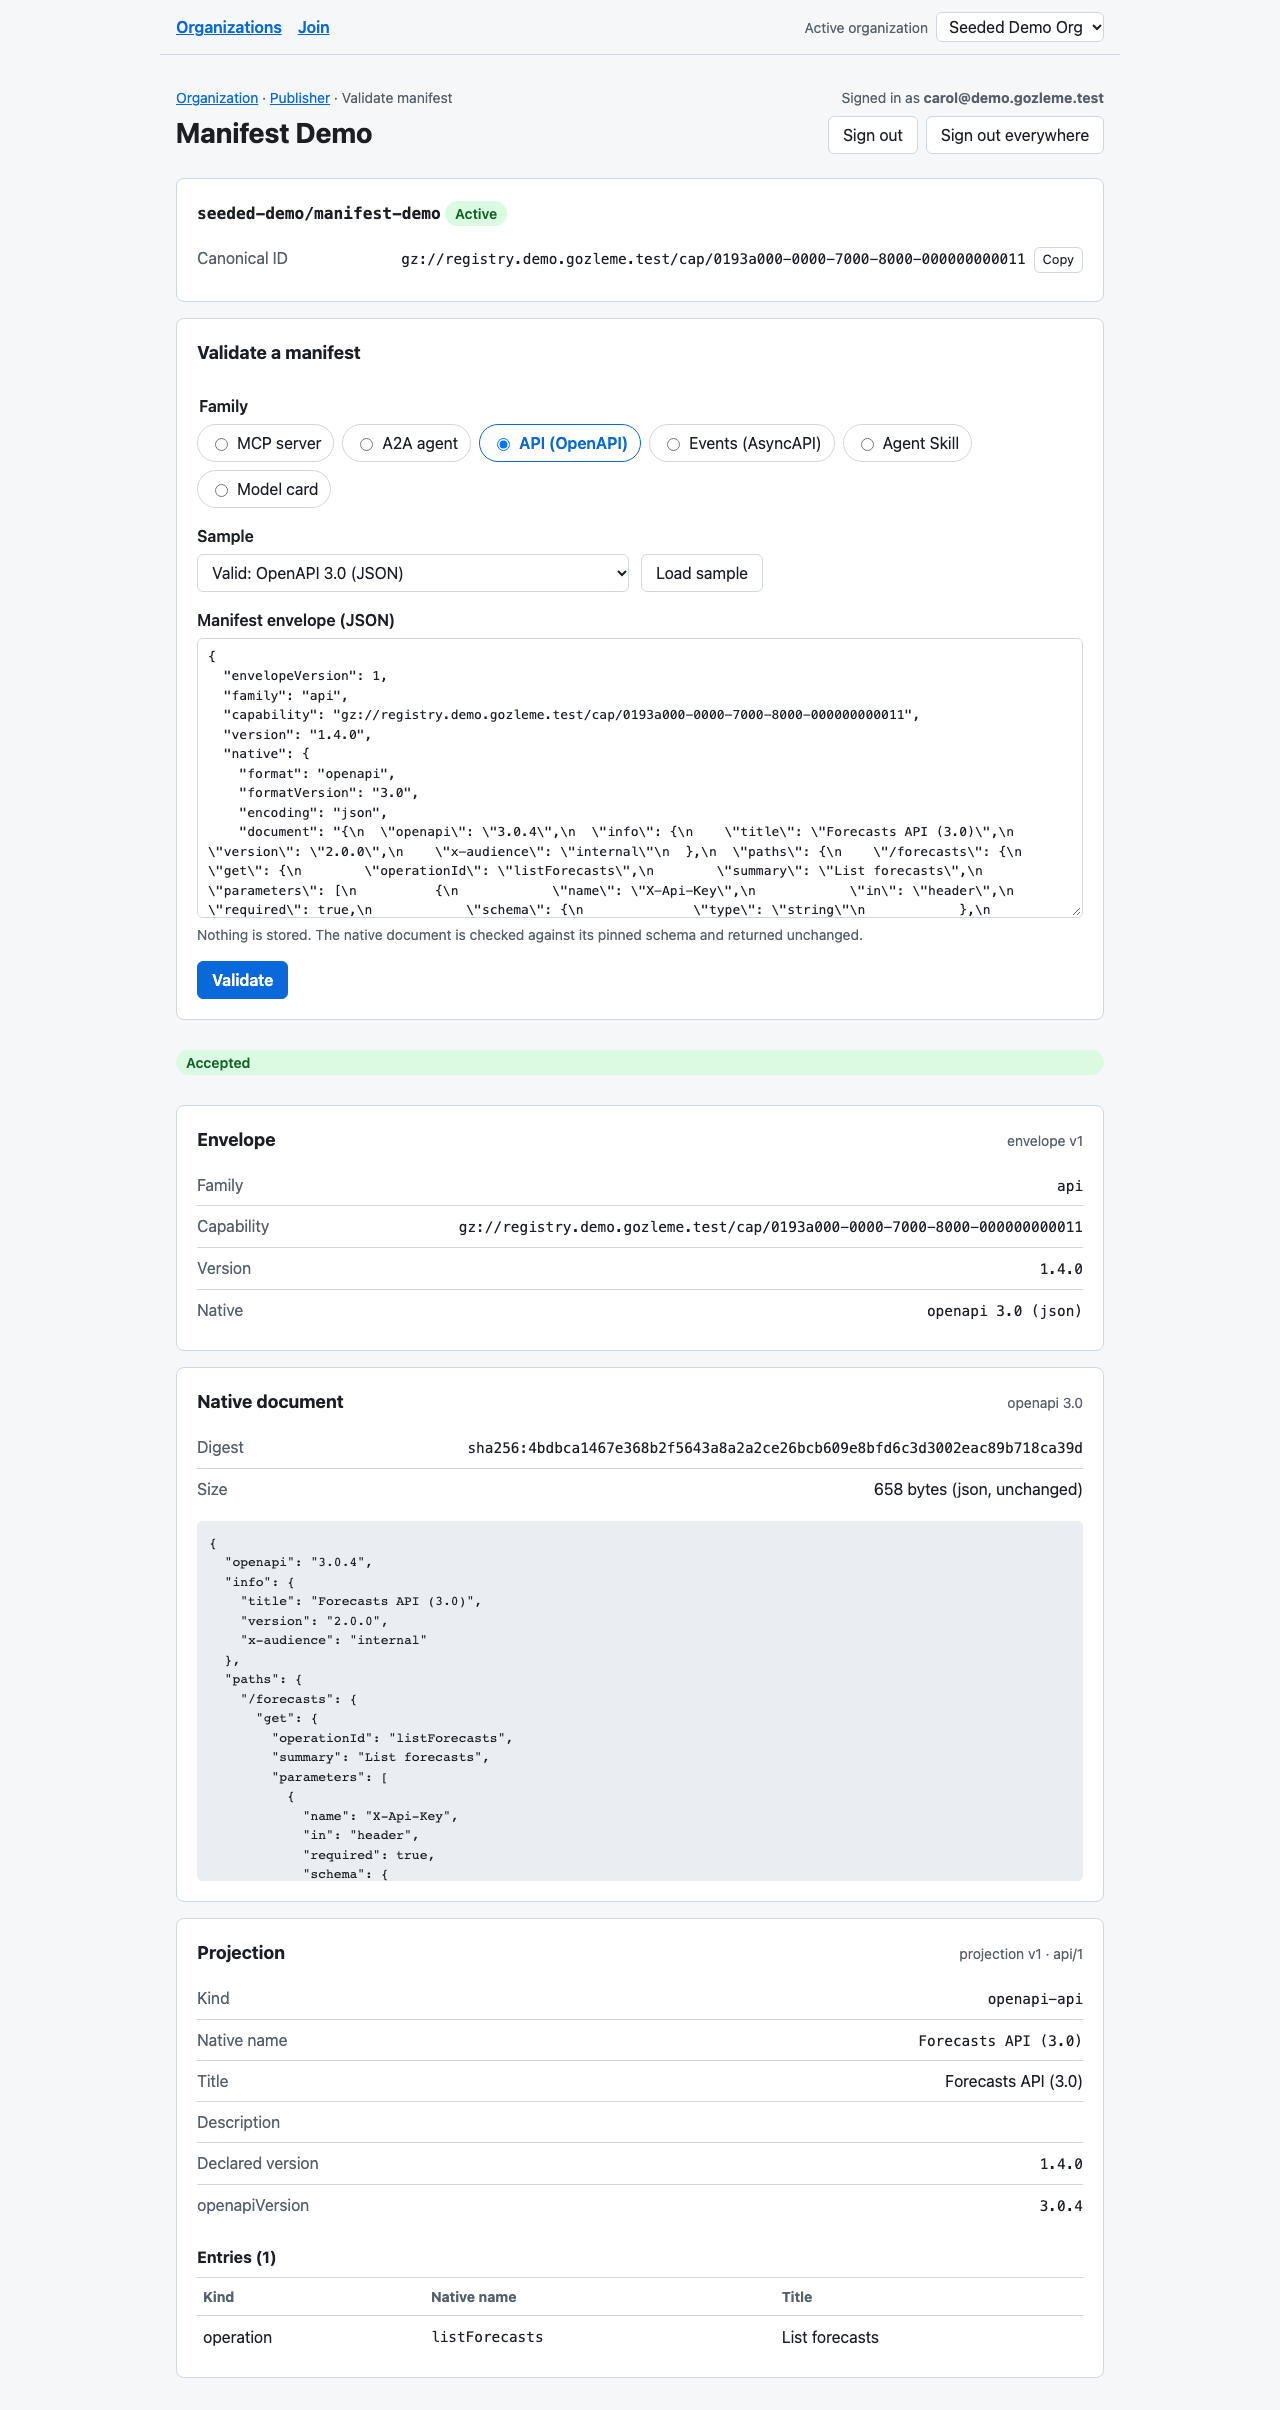 Organizations Join Active organization Seeded Demo Org
Organization · Publisher · Validate manifest
Signed in as carol@demo.gozleme.test
Manifest Demo
Sign out Sign out everywhere
seeded-demo/manifest-demo Active
Canonical ID gz://registry.demo.gozleme.test/cap/0193a000-0000-7000-8000-000000000011 Copy
Validate a manifest
Family
MCP server A2A agent API (OpenAPI) Events (AsyncAPI) Agent Skill
Model card
Sample
Valid: OpenAPI 3.0 (JSON) Load sample
Manifest envelope (JSON)
{
  "envelopeVersion": 1,
  "family": "api",
  "capability": "gz://registry.demo.gozleme.test/cap/0193a000-0000-7000-8000-000000000011",
  "version": "1.4.0",
  "native": {
    "format": "openapi",
    "formatVersion": "3.0",
    "encoding": "json",
    "document": "{\n  \"openapi\": \"3.0.4\",\n  \"info\": {\n    \"title\": \"Forecasts API (3.0)\",\n
\"version\": \"2.0.0\",\n    \"x-audience\": \"internal\"\n  },\n  \"paths\": {\n    \"/forecasts\": {\n
\"get\": {\n        \"operationId\": \"listForecasts\",\n        \"summary\": \"List forecasts\",\n
\"parameters\": [\n          {\n            \"name\": \"X-Api-Key\",\n            \"in\": \"header\",\n
\"required\": true,\n            \"schema\": {\n              \"type\": \"string\"\n            },\n
Nothing is stored. The native document is checked against its pinned schema and returned unchanged.
Validate
Accepted
Envelope envelope v1
Family api
Capability gz://registry.demo.gozleme.test/cap/0193a000-0000-7000-8000-000000000011
Version 1.4.0
Native openapi 3.0 (json)
Native document openapi 3.0
Digest sha256:4bdbca1467e368b2f5643a8a2a2ce26bcb609e8bfd6c3d3002eac89b718ca39d
Size 658 bytes (json, unchanged)
{
  "openapi": "3.0.4",
  "info": {
    "title": "Forecasts API (3.0)",
    "version": "2.0.0",
    "x-audience": "internal"
  },
  "paths": {
    "/forecasts": {
      "get": {
        "operationId": "listForecasts",
        "summary": "List forecasts",
        "parameters": [
          {
            "name": "X-Api-Key",
            "in": "header",
            "required": true,
            "schema": {
Projection projection v1 · api/1
Kind openapi-api
Native name Forecasts API (3.0)
Title Forecasts API (3.0)
Description
Declared version 1.4.0
openapiVersion 3.0.4
Entries (1)
Kind Native name Title
operation listForecasts List forecasts